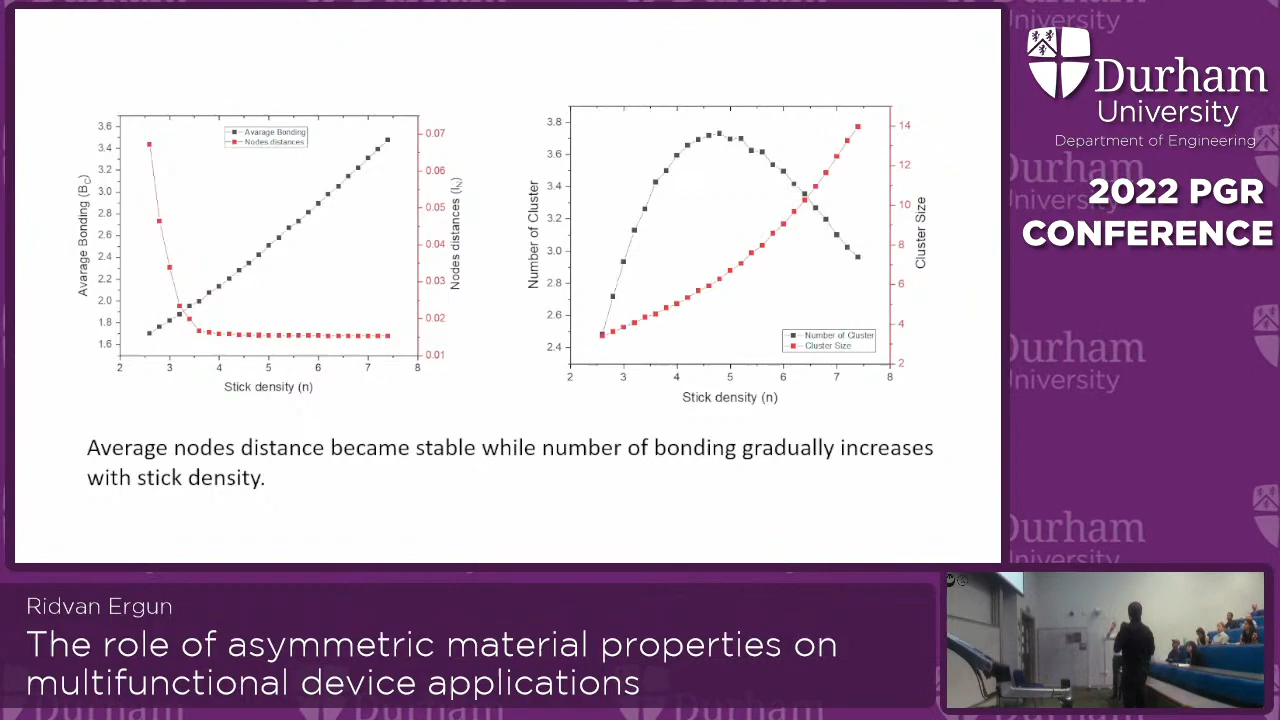 Avarage Bonding
Nodes distances
3.6
3.4
3.2
3.0
2.8
2.6
2.4
2.2
2.0
1.8
1.6
Avarage Bonding (BC)
0.07
0.06
0.05
0.04
0.03
0.02
0.01
2 3 4 5 6 7 8
Stick density (n)
3.8
3.6
3.4
3.2
3.0
2.8
2.6
2.4
Number of Cluster
14
12
10
8
6
4
2
Cluster Size
Number of Cluster
Cluster Size
2 3 4 5 6 7 8
Stick density (n)
Average nodes distance became stable while number of bonding gradually increases
with stick density.
Durham
University
Department of Engineering
2022 PGR
CONFERENCE
Durham
University
Durham
University
Ridvan Ergun
The role of asymmetric material properties on
multifunctional device applications